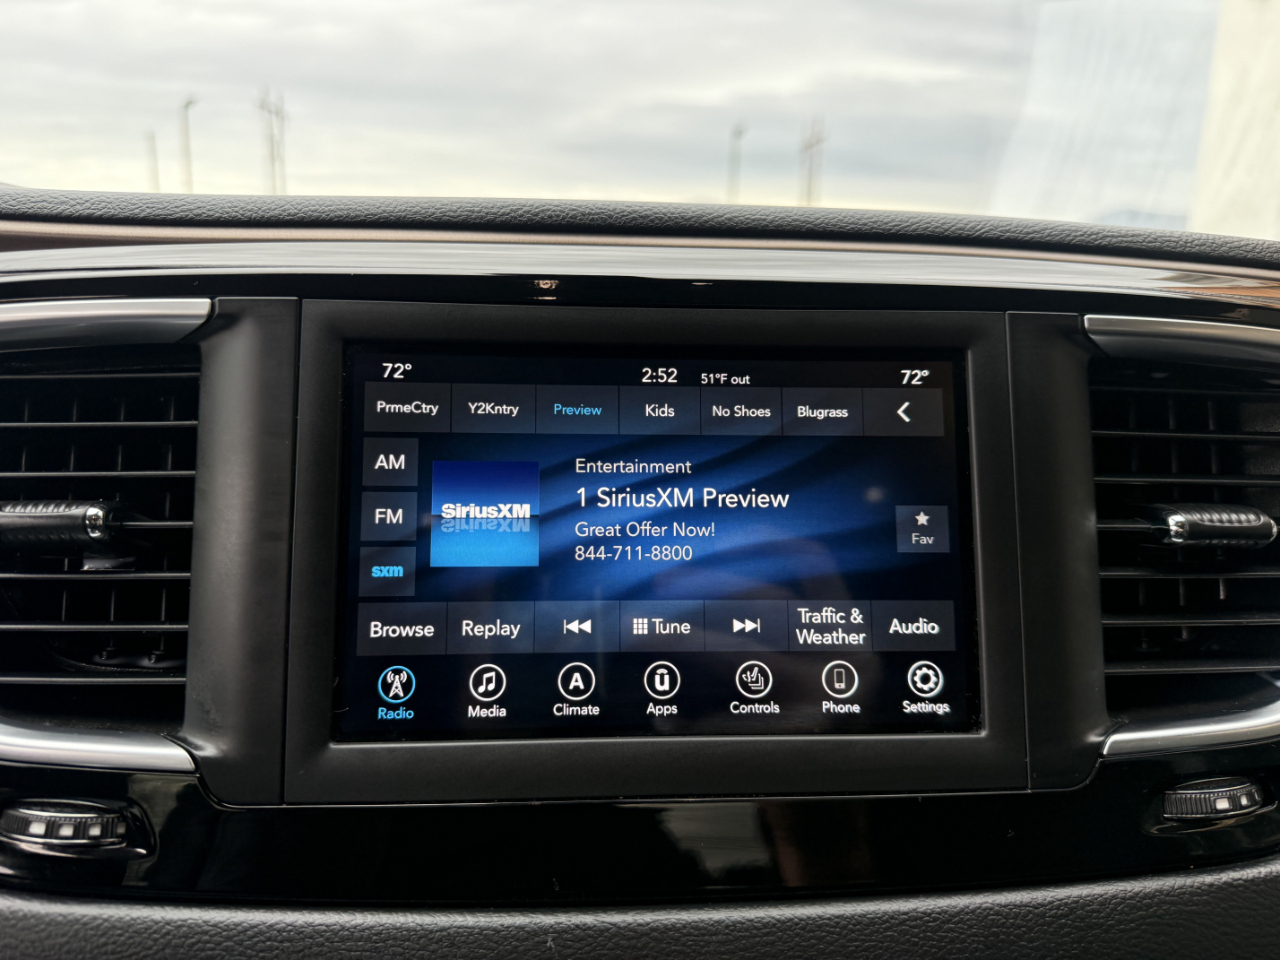 72° 2:52 51°F out 72°
PrmeCtry Y2Kntry Preview Kids No Shoes Blugrass
AM
FM
sxm
SiriusXM
Entertainment
1 SiriusXM Preview
Great Offer Now!
844-711-8800
Fav
Browse Replay Tune Traffic & Weather Audio
Radio Media Climate Apps Controls Phone Settings
A
ū